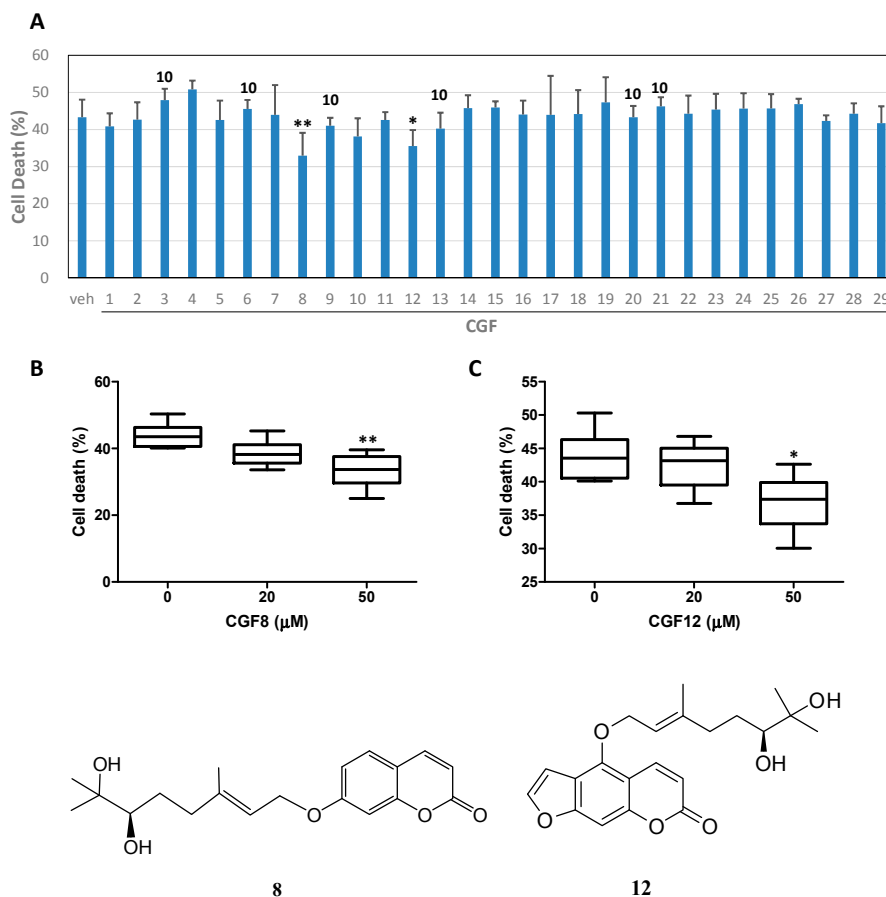 A
60
50
40
30
20
10
0
Cell Death (%)
10 10 ** 10 * 10 10 10
veh 1 2 3 4 5 6 7 8 9 10 11 12 13 14 15 16 17 18 19 20 21 22 23 24 25 26 27 28 29
CGF
B
60
40
20
0
Cell death (%)
**
0 20 50
CGF8 (μM)
C
55
50
45
40
35
30
25
Cell death (%)
*
0 20 50
CGF12 (μM)
OH
OH
O
O
O
8
O
OH
OH
O
O
O
12